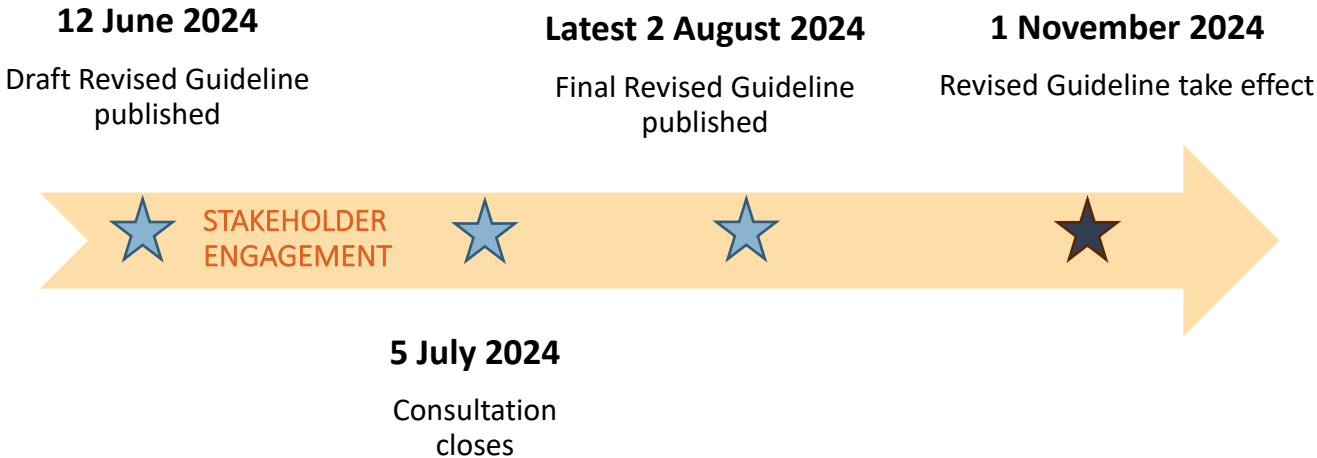 12 June 2024
Draft Revised Guideline
published
Latest 2 August 2024
Final Revised Guideline
published
1 November 2024
Revised Guideline take effect
STAKEHOLDER
ENGAGEMENT
5 July 2024
Consultation
closes